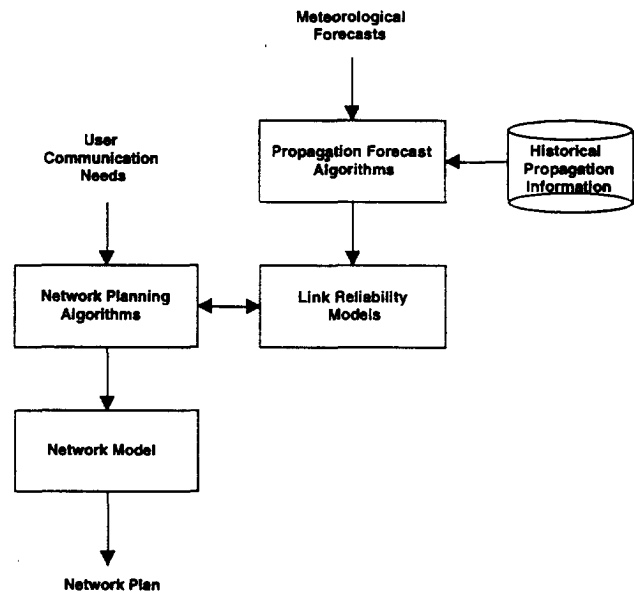 Meteorological
Forecasts
User
Communication
Needs
Propagation Forecast
Algorithms
Historical
Propagation
Information
Network Planning
Algorithms
Link Reliability
Models
Network Model
Network Plan